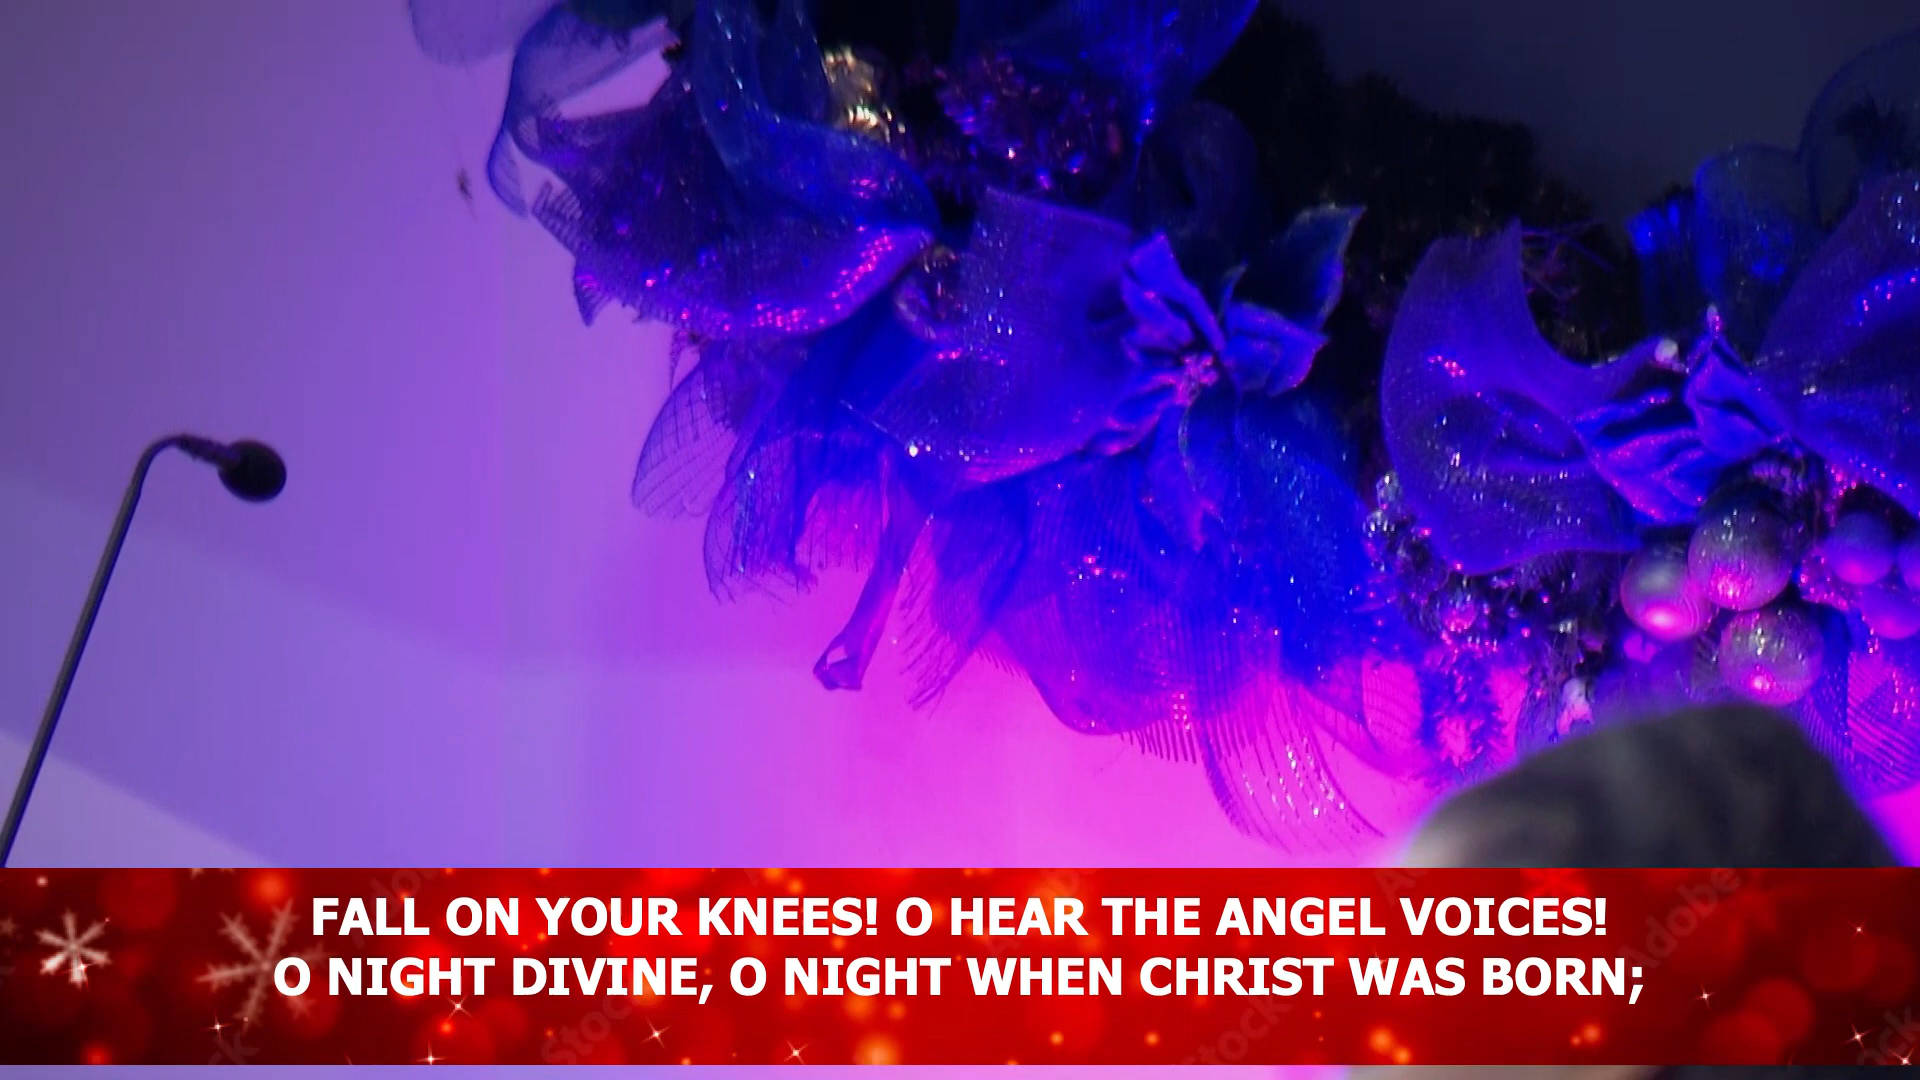 FALL ON YOUR KNEES! O HEAR THE ANGEL VOICES!
O NIGHT DIVINE, O NIGHT WHEN CHRIST WAS BORN;